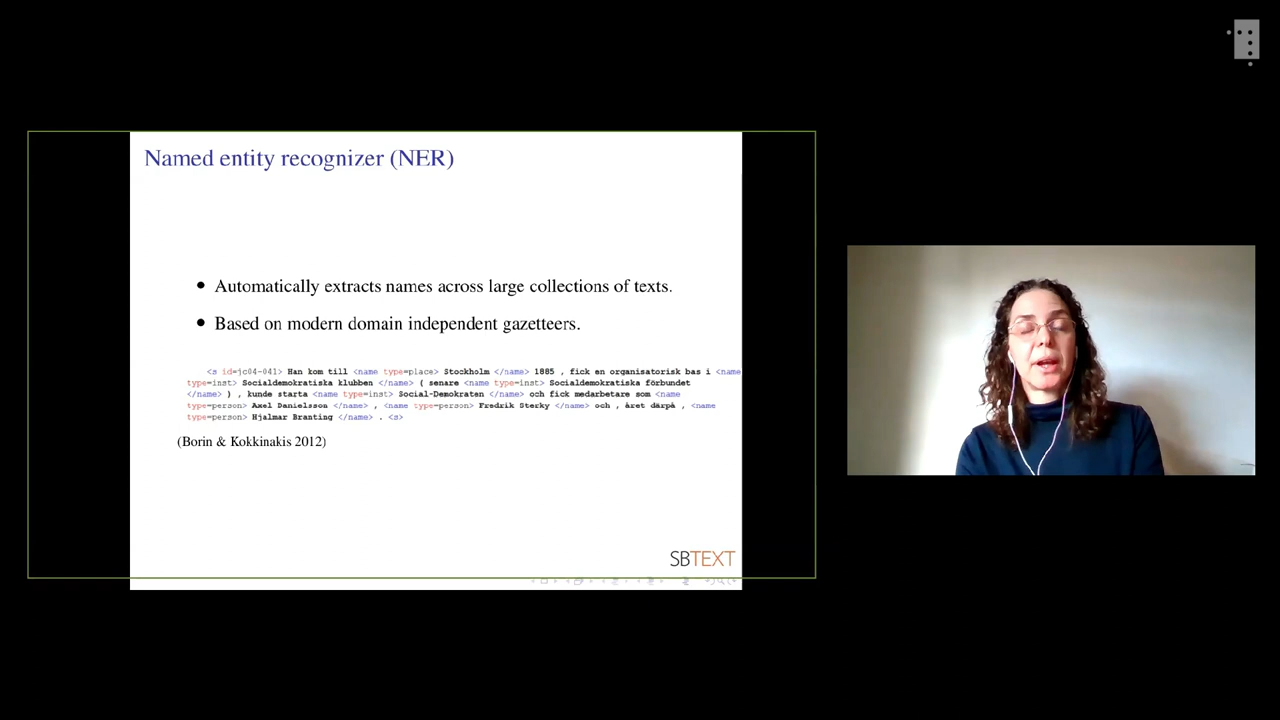 Named entity recognizer (NER)
• Automatically extracts names across large collections of texts.
• Based on modern domain independent gazetteers.
<s id=jc04-041> Han kom till <name type=place> Stockholm </name> 1885 , fick en organisatorisk bas i <name
type=inst> Socialdemokratiska klubben </name> ( senare <name type=inst> Socialdemokratiska förbundet
</name> ) , kunde starta <name type=inst> Social-Demokraten </name> och fick medarbetare som <name
type=person> Axel Danielsson </name> , <name type=person> Fredrik Sterky </name> och , året därpå , <name
type=person> Hjalmar Branting </name> . <s>
(Borin & Kokkinakis 2012)
SBTEXT